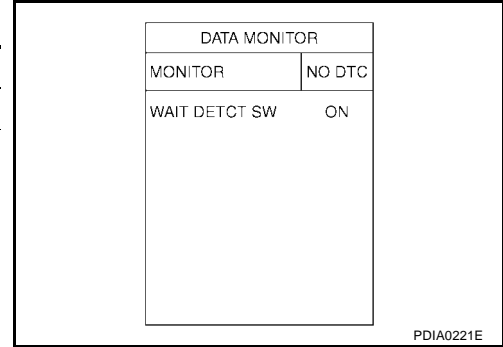 DATA MONITOR
MONITOR NO DTC
WAIT DETCT SW ON
PDIA0221E